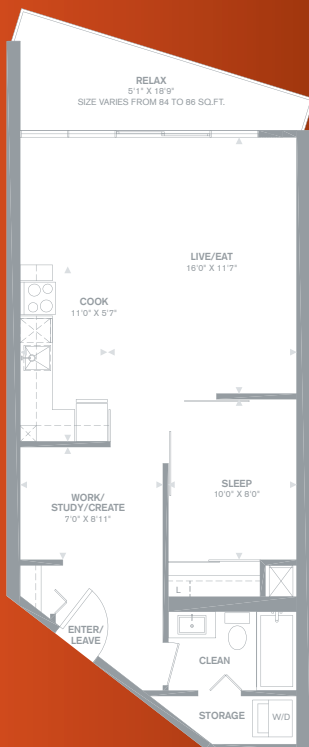 RELAX
5'1" X 18'9"
SIZE VARIES FROM 84 TO 86 SQ.FT.
LIVE/EAT
16'0" X 11'7"
COOK
11'0" X 5'7"
SLEEP
10'0" X 8'0"
WORK/
STUDY/CREATE
7'0" X 8'11"
L
ENTER/
LEAVE
CLEAN
STORAGE
W/D